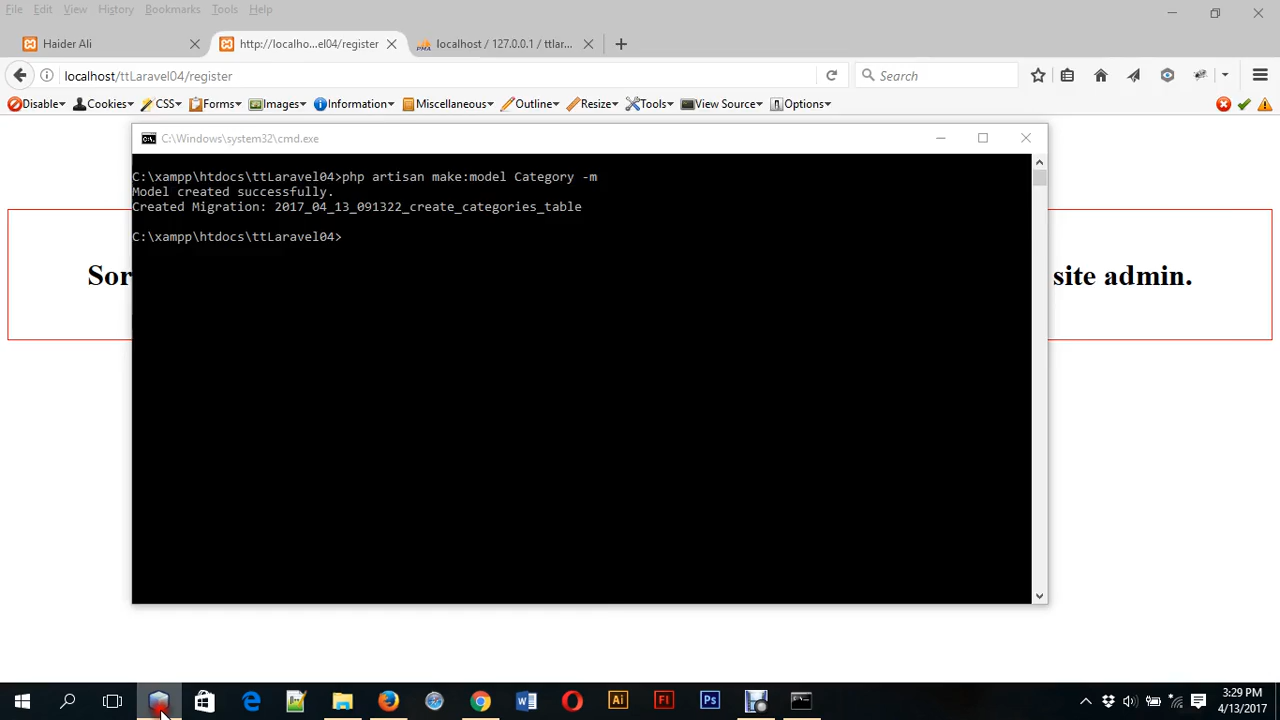 File Edit View History Bookmarks Tools Help
Haider Ali
http://localho...el04/register
localhost / 127.0.0.1 / ttlar...
localhost/ttLaravel04/register
Search
Disable Cookies CSS Forms Images Information Miscellaneous Outline Resize Tools View Source Options
C:\Windows\system32\cmd.exe
C:\xampp\htdocs\ttLaravel04>php artisan make:model Category -m
Model created successfully.
Created Migration: 2017_04_13_091322_create_categories_table
C:\xampp\htdocs\ttLaravel04>
Sor
site admin.
Ai
Fl
Ps
3:29 PM
4/13/2017